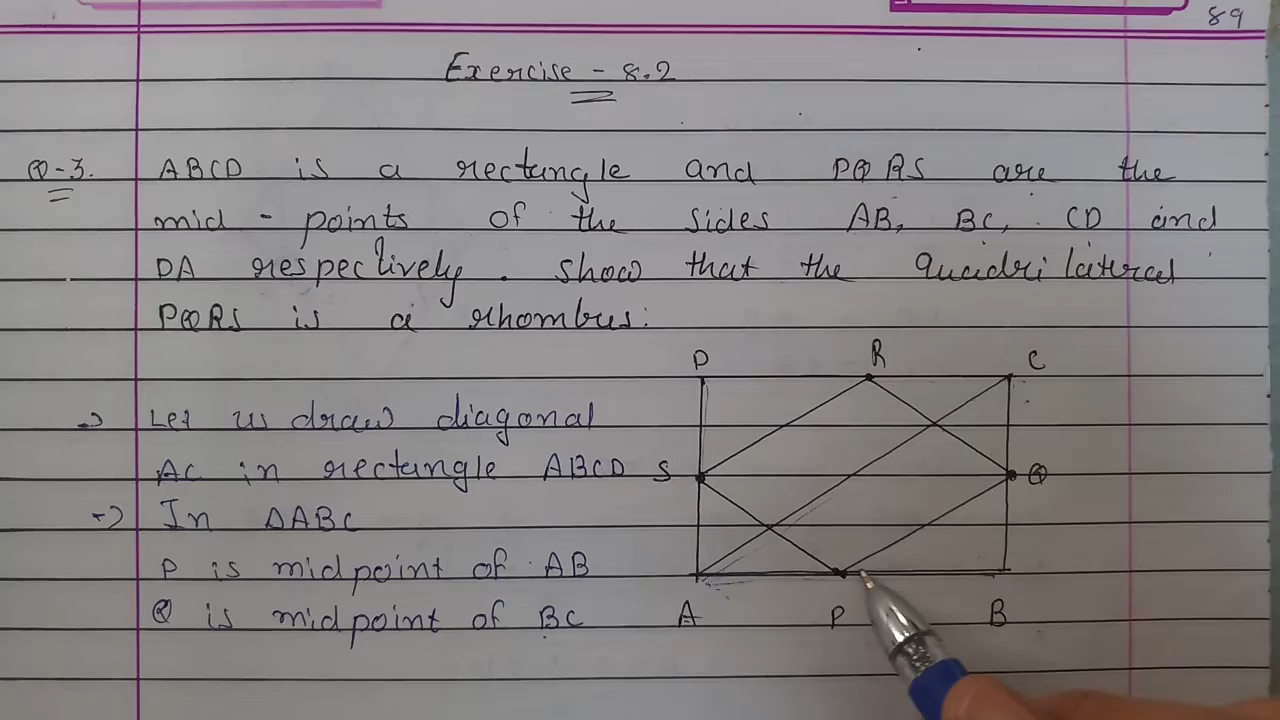 89
Exercise - 8.2
Q-3. ABCD is a rectangle and PQRS are the
mid - points of the sides AB, BC, CD and
DA respectively. show that the quadrilateral
PQRS is a rhombus.
D R C
→ Let us draw diagonal
AC in rectangle ABCD S Q
→ In ΔABC
P is midpoint of AB
Q is midpoint of BC A P B